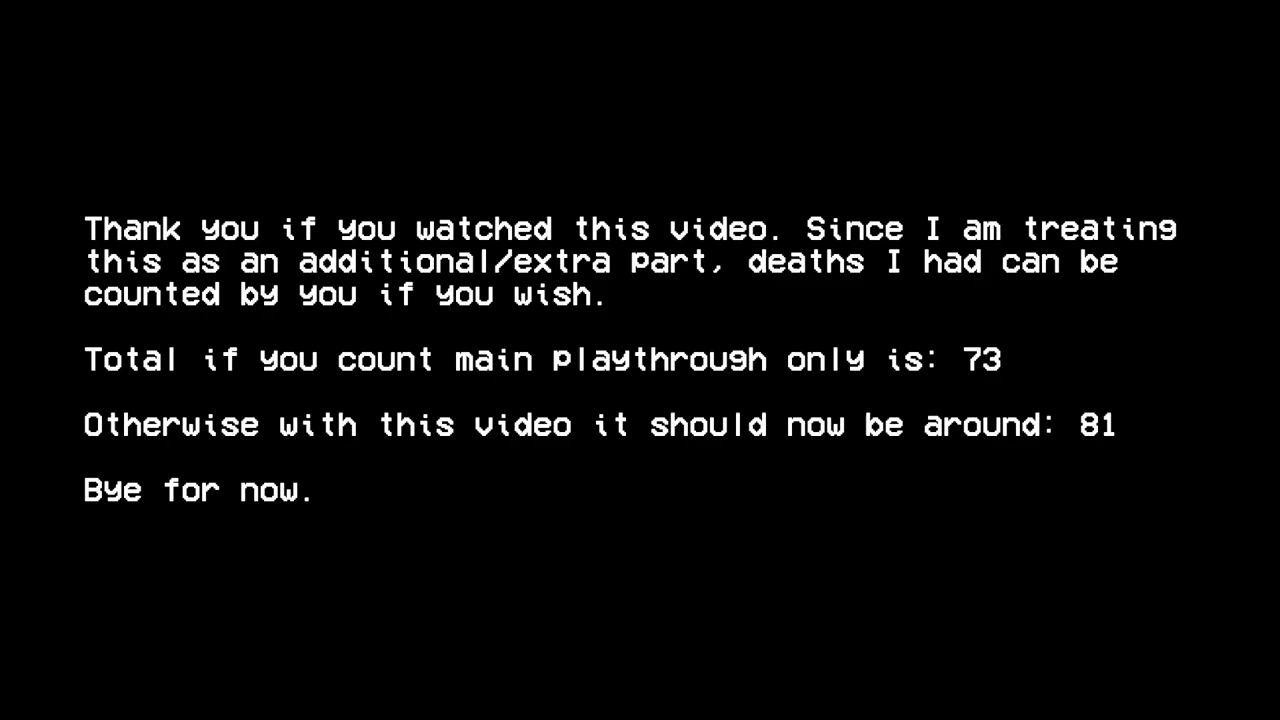 Thank you if you watched this video. Since I am treating
this as an additional/extra part, deaths I had can be
counted by you if you wish.
Total if you count main playthrough only is: 73
Otherwise with this video it should now be around: 81
Bye for now.